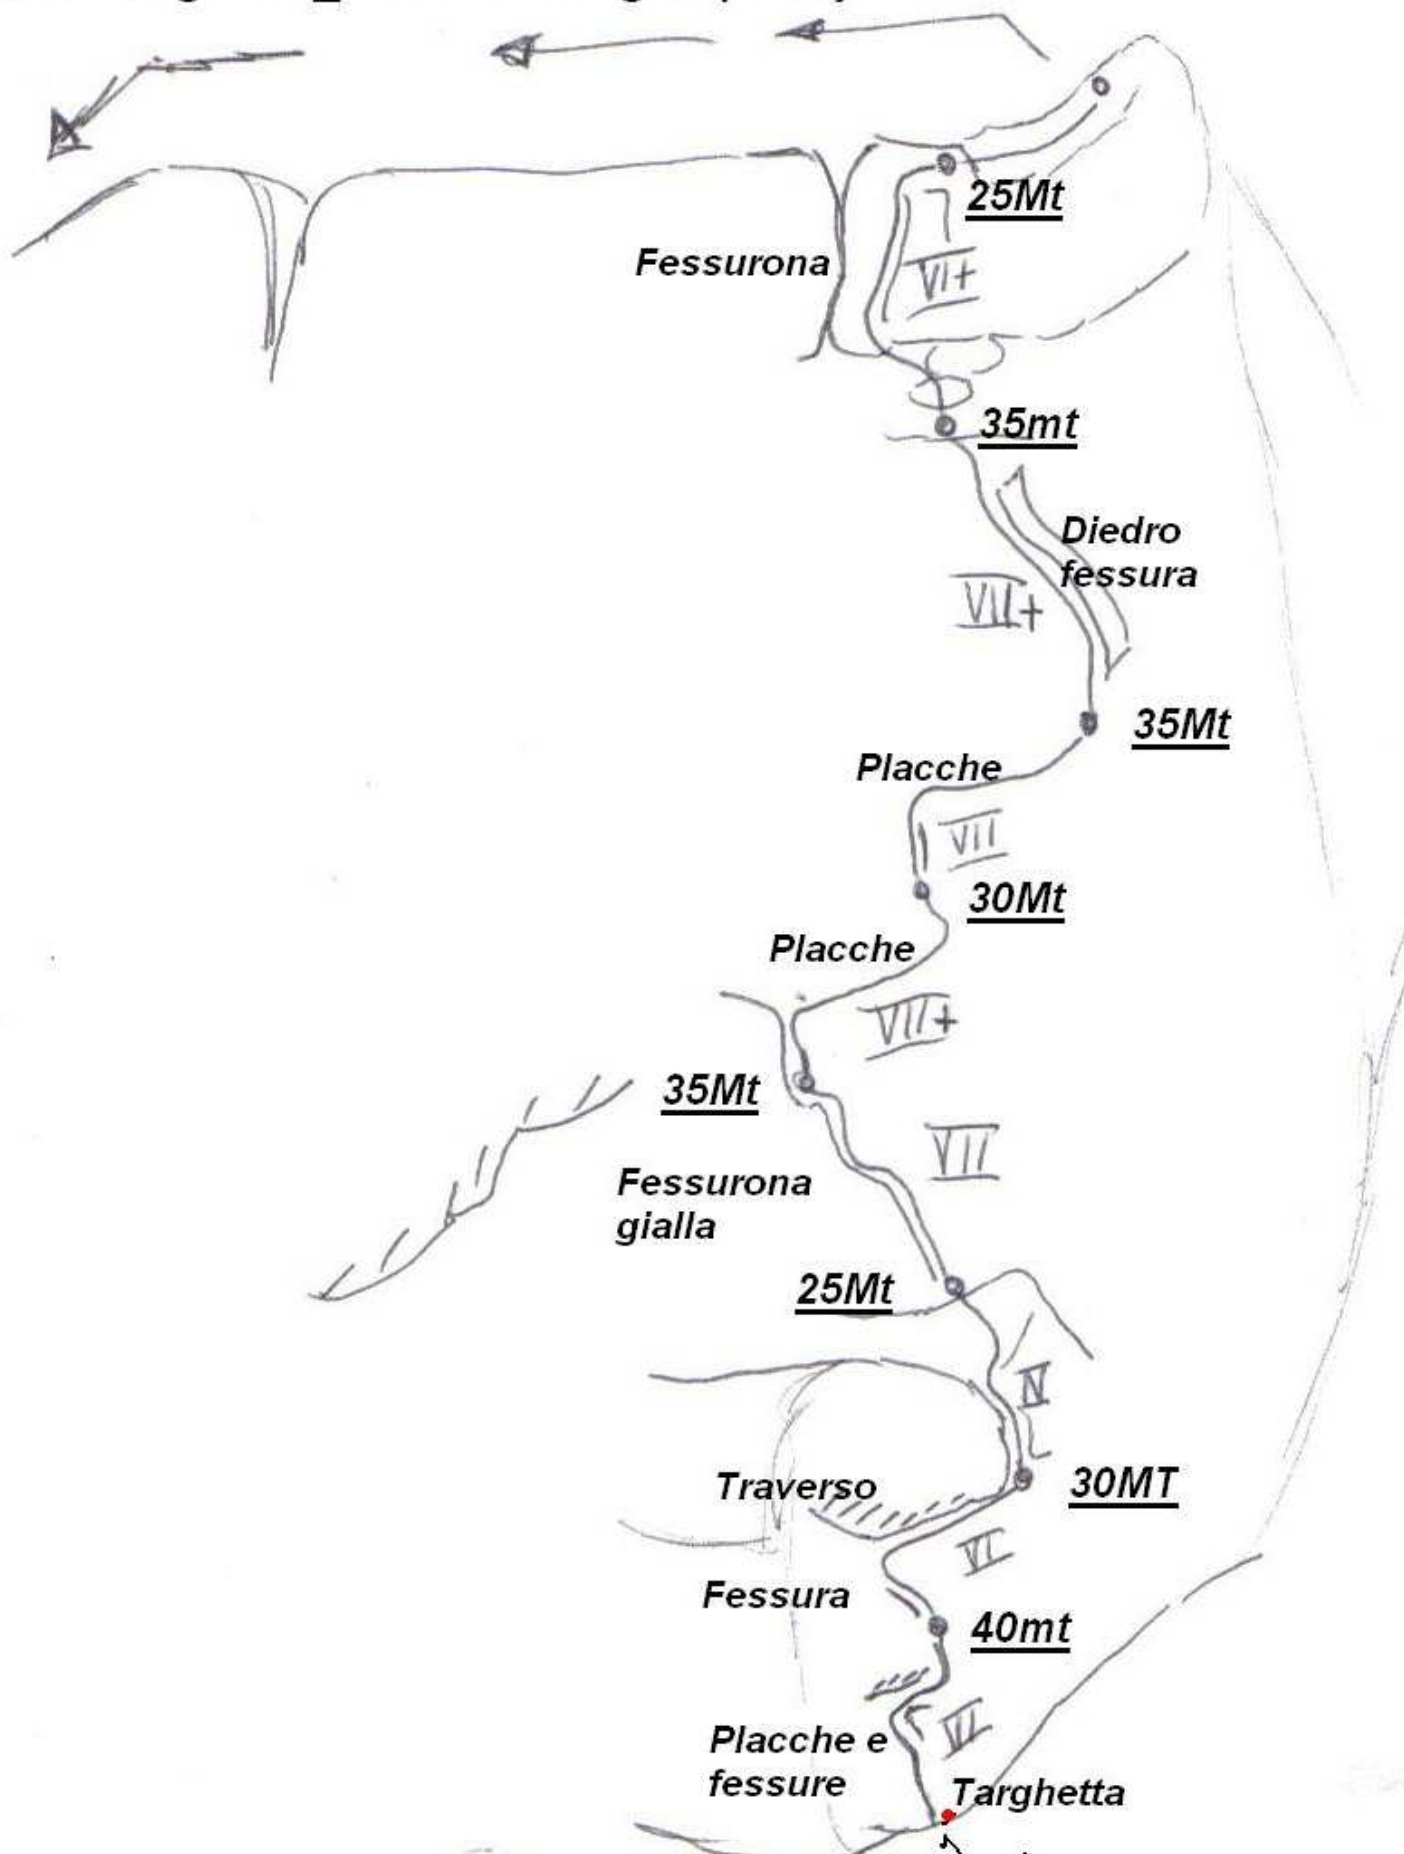 25Mt
Fessurona
VI+
35mt
Diedro
fessura
VII+
35Mt
Placche
VII
30Mt
Placche
VII+
35Mt
VII
Fessurona
gialla
25Mt
IV
Traverso
30MT
VI
Fessura
40mt
VI
Placche e
fessure
Targhetta